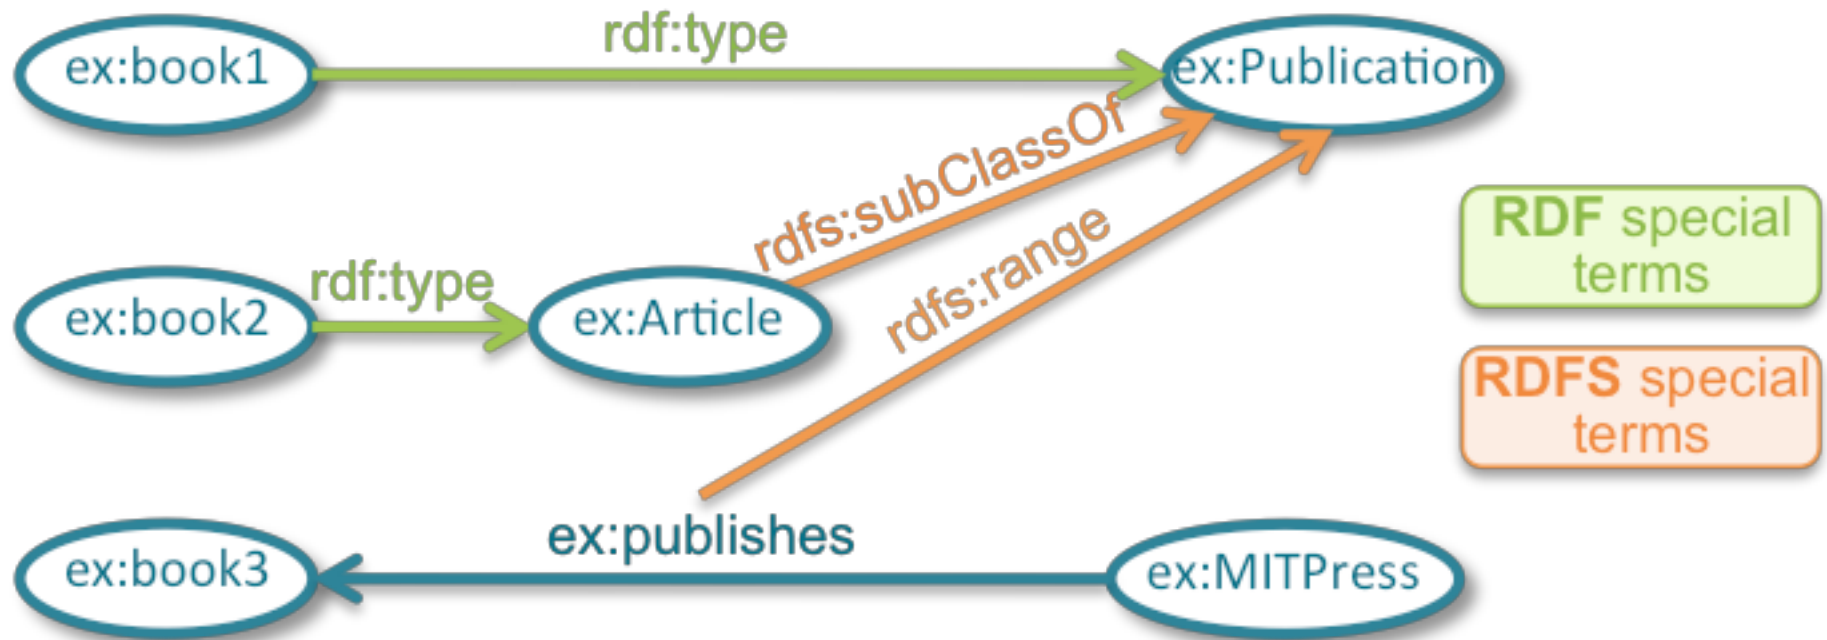 rdf:type
ex:book1
ex:Publication
rdfs:subClassOf
RDF special
terms
rdf:type
rdfs:range
ex:book2
ex:Article
RDFS special
terms
ex:publishes
ex:book3
ex:MITPress